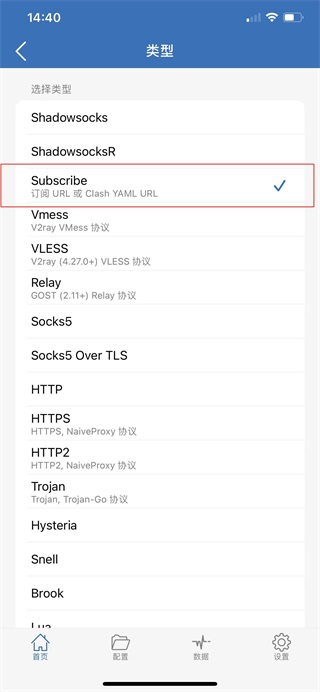 14:40
类型
选择类型
Shadowsocks
ShadowsocksR
Subscribe
订阅 URL 或 Clash YAML URL
Vmess
V2ray VMess 协议
VLESS
V2ray (4.27.0+) VLESS 协议
Relay
GOST (2.11+) Relay 协议
Socks5
Socks5 Over TLS
HTTP
HTTPS
HTTPS, NaiveProxy 协议
HTTP2
HTTP2, NaiveProxy 协议
Trojan
Trojan, Trojan-Go 协议
Hysteria
Snell
Brook
Lua
首页 配置 数据 设置